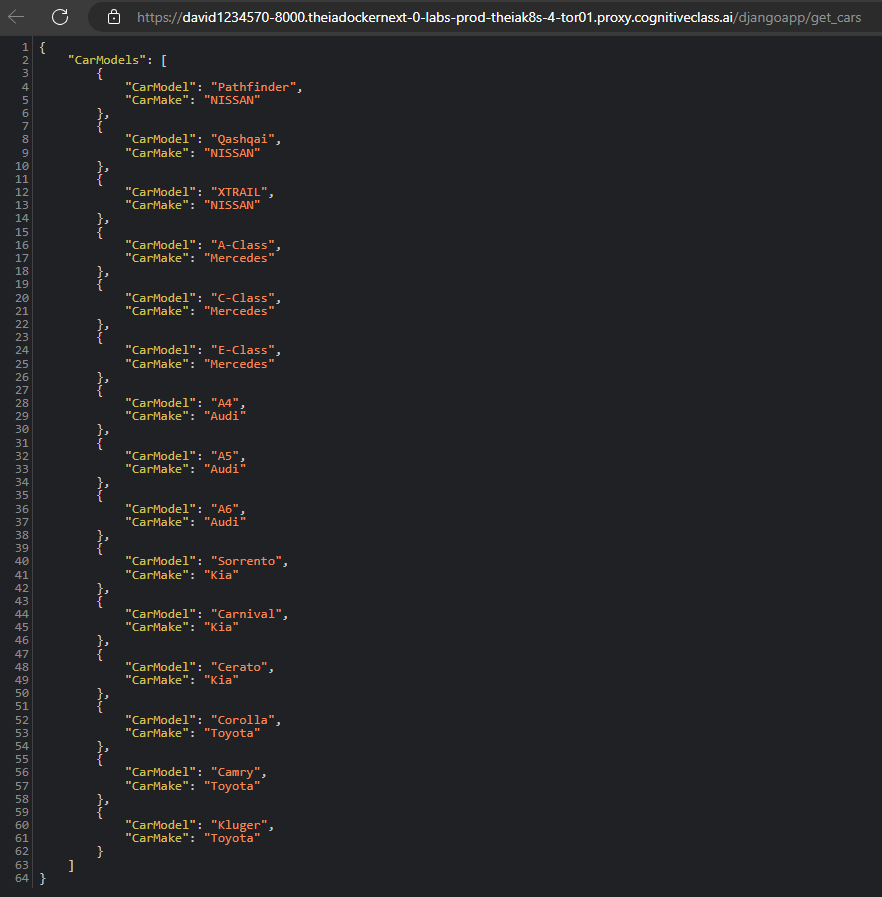 https://david1234570-8000.theiadockernext-0-labs-prod-theiak8s-4-tor01.proxy.cognitiveclass.ai/djangoapp/get_cars
1 {
2     "CarModels": [
3         {
4             "CarModel": "Pathfinder",
5             "CarMake": "NISSAN"
6         },
7         {
8             "CarModel": "Qashqai",
9             "CarMake": "NISSAN"
10         },
11         {
12             "CarModel": "XTRAIL",
13             "CarMake": "NISSAN"
14         },
15         {
16             "CarModel": "A-Class",
17             "CarMake": "Mercedes"
18         },
19         {
20             "CarModel": "C-Class",
21             "CarMake": "Mercedes"
22         },
23         {
24             "CarModel": "E-Class",
25             "CarMake": "Mercedes"
26         },
27         {
28             "CarModel": "A4",
29             "CarMake": "Audi"
30         },
31         {
32             "CarModel": "A5",
33             "CarMake": "Audi"
34         },
35         {
36             "CarModel": "A6",
37             "CarMake": "Audi"
38         },
39         {
40             "CarModel": "Sorrento",
41             "CarMake": "Kia"
42         },
43         {
44             "CarModel": "Carnival",
45             "CarMake": "Kia"
46         },
47         {
48             "CarModel": "Cerato",
49             "CarMake": "Kia"
50         },
51         {
52             "CarModel": "Corolla",
53             "CarMake": "Toyota"
54         },
55         {
56             "CarModel": "Camry",
57             "CarMake": "Toyota"
58         },
59         {
60             "CarModel": "Kluger",
61             "CarMake": "Toyota"
62         }
63     ]
64 }